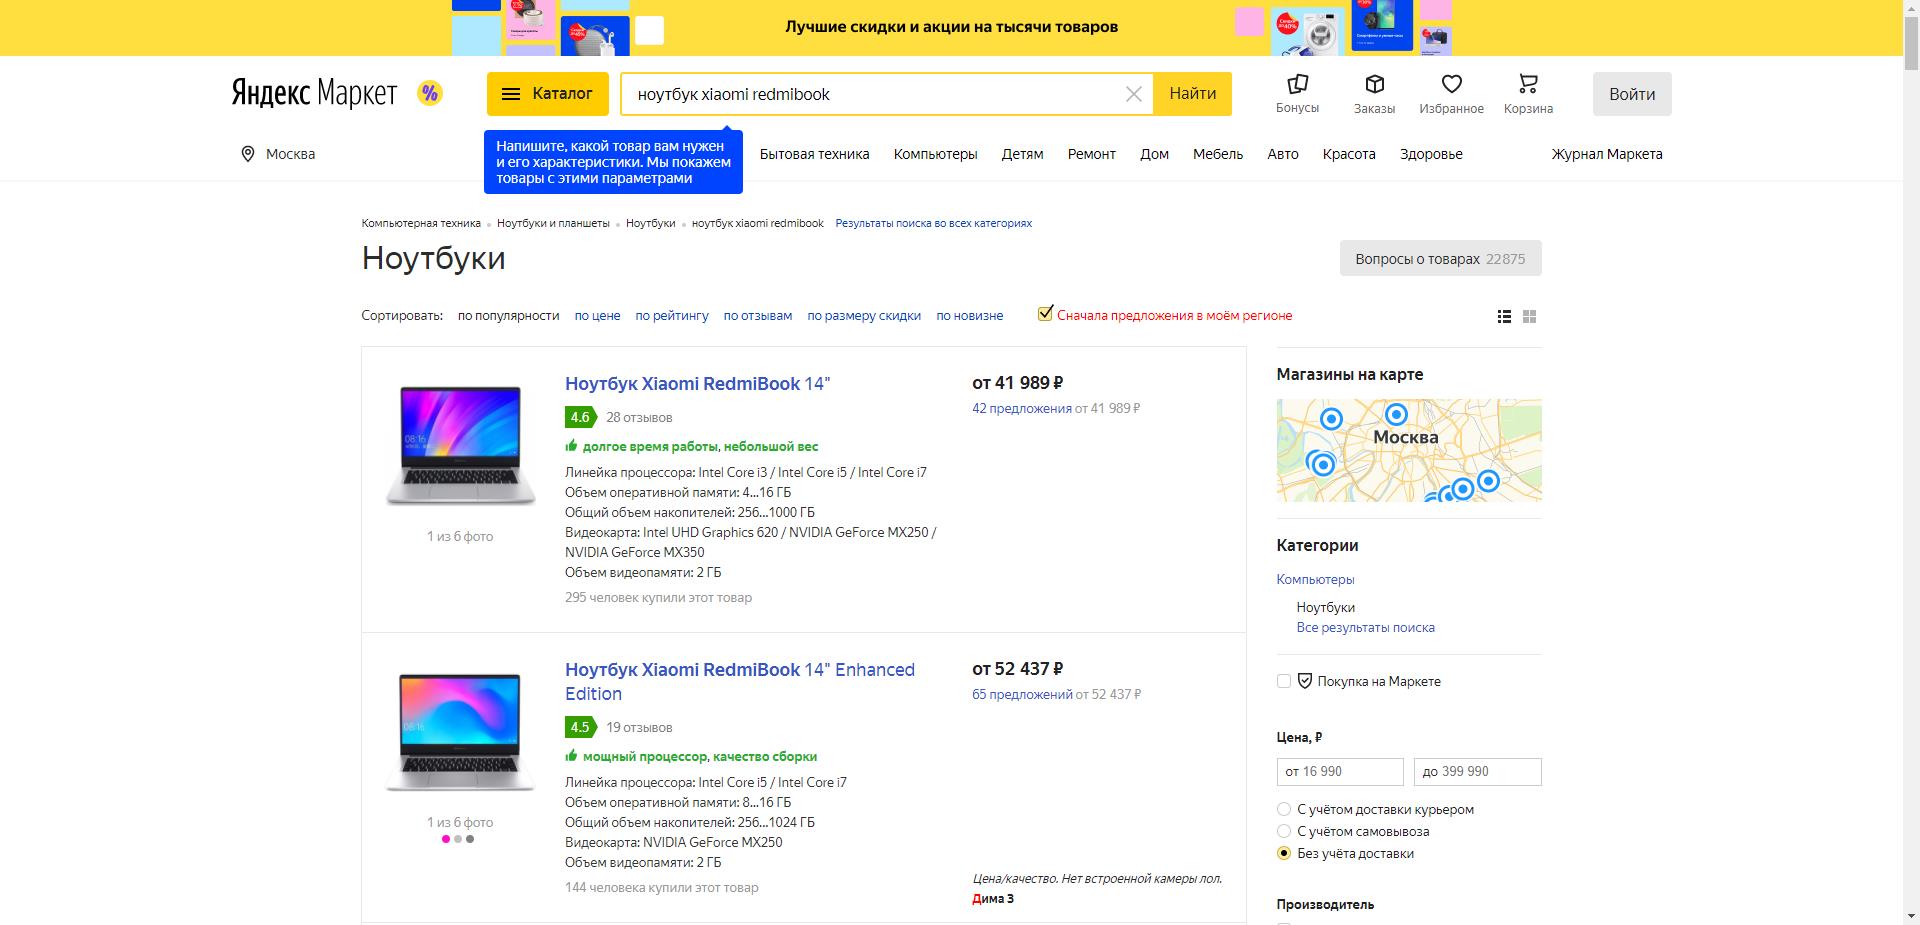 Лучшие скидки и акции на тысячи товаров
Яндекс Маркет
%
Каталог
ноутбук xiaomi redmibook
Найти
Бонусы
Заказы
Избранное
Корзина
Войти
Москва
Напишите, какой товар вам нужен
и его характеристики. Мы покажем
товары с этими параметрами
Бытовая техника
Компьютеры
Детям
Ремонт
Дом
Мебель
Авто
Красота
Здоровье
Журнал Маркета
Компьютерная техника
Ноутбуки и планшеты
Ноутбуки
ноутбук xiaomi redmibook
Результаты поиска во всех категориях
Ноутбуки
Вопросы о товарах 22875
Сортировать: по популярности по цене по рейтингу по отзывам по размеру скидки по новизне
Сначала предложения в моём регионе
Ноутбук Xiaomi RedmiBook 14"
4.6 28 отзывов
долгое время работы, небольшой вес
Линейка процессора: Intel Core i3 / Intel Core i5 / Intel Core i7
Объем оперативной памяти: 4...16 ГБ
Общий объем накопителей: 256...1000 ГБ
Видеокарта: Intel UHD Graphics 620 / NVIDIA GeForce MX250 /
NVIDIA GeForce MX350
Объем видеопамяти: 2 ГБ
295 человек купили этот товар
08:16
1 из 6 фото
от 41 989 ₽
42 предложения от 41 989 ₽
Ноутбук Xiaomi RedmiBook 14" Enhanced
Edition
4.5 19 отзывов
мощный процессор, качество сборки
Линейка процессора: Intel Core i5 / Intel Core i7
Объем оперативной памяти: 8...16 ГБ
Общий объем накопителей: 256...1024 ГБ
Видеокарта: NVIDIA GeForce MX250
Объем видеопамяти: 2 ГБ
144 человека купили этот товар
08:16
1 из 6 фото
от 52 437 ₽
65 предложений от 52 437 ₽
Цена/качество. Нет встроенной камеры лол.
Дима З
Магазины на карте
Москва
Категории
Компьютеры
Ноутбуки
Все результаты поиска
Покупка на Маркете
Цена, ₽
от 16 990
до 399 990
С учётом доставки курьером
С учётом самовывоза
Без учёта доставки
Производитель